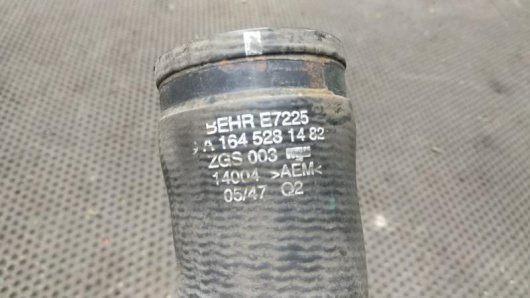 BEHR E7225
A 164 528 14 82
ZGS 003
14004 >AEM<
05/47 Q2